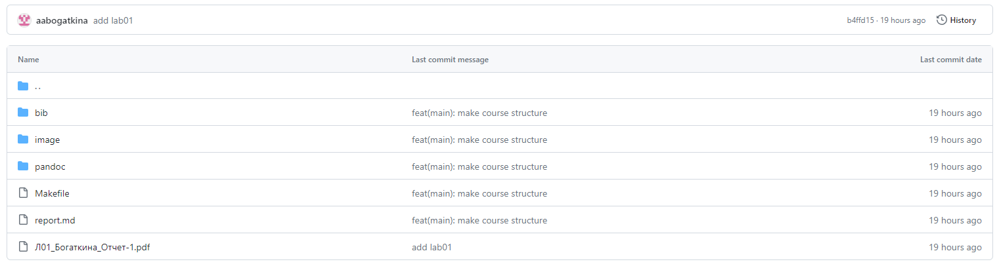 aabogatkina add lab01 b4ffd15 · 19 hours ago History
Name Last commit message Last commit date
..
bib feat(main): make course structure 19 hours ago
image feat(main): make course structure 19 hours ago
pandoc feat(main): make course structure 19 hours ago
Makefile feat(main): make course structure 19 hours ago
report.md feat(main): make course structure 19 hours ago
Л01_Богаткина_Отчет-1.pdf add lab01 19 hours ago